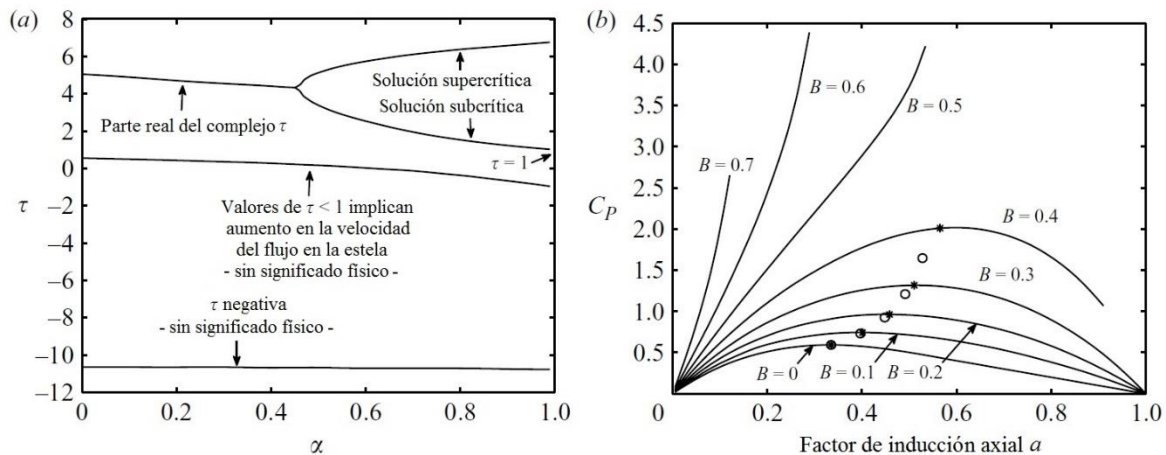 (a)
8
6
4
2
0
−2
−4
−6
−8
−10
−12
τ
Solución supercrítica
Solución subcrítica
Parte real del complejo τ
τ = 1
Valores de τ < 1 implican
aumento en la velocidad
del flujo en la estela
- sin significado físico -
τ negativa
- sin significado físico -
0
0.2
0.4
0.6
0.8
1.0
α
(b)
4.5
4.0
3.5
3.0
2.5
2.0
1.5
1.0
0.5
0
C_P
B = 0.6
B = 0.5
B = 0.7
B = 0.4
B = 0.3
B = 0
B = 0.1
B = 0.2
0.2
0.4
0.6
0.8
1.0
Factor de inducción axial a